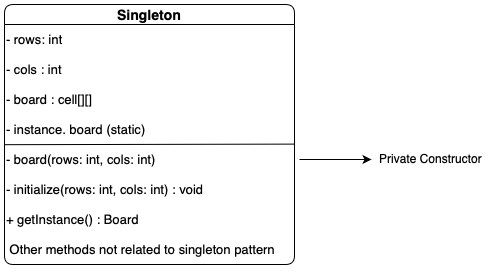 Singleton
- rows: int
- cols : int
- board : cell[][]
- instance. board (static)
- board(rows: int, cols: int)
Private Constructor
- initialize(rows: int, cols: int) : void
+ getInstance() : Board
Other methods not related to singleton pattern